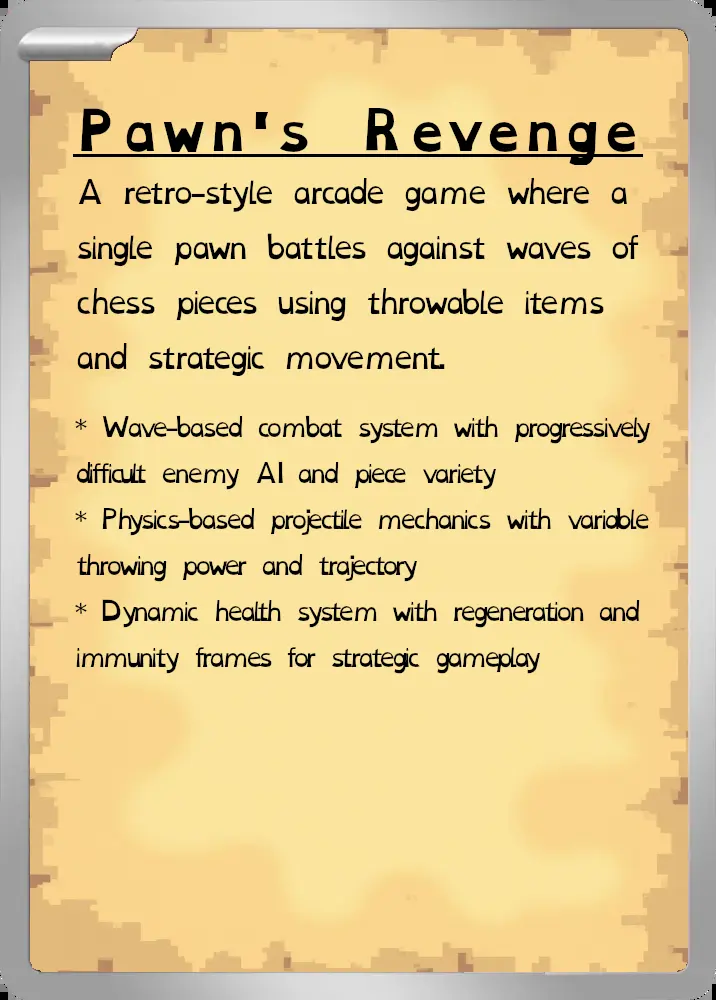 Pawn's Revenge
A retro-style arcade game where a
single pawn battles against waves of
chess pieces using throwable items
and strategic movement.
* Wave-based combat system with progressively
difficult enemy AI and piece variety
* Physics-based projectile mechanics with variable
throwing power and trajectory
* Dynamic health system with regeneration and
immunity frames for strategic gameplay